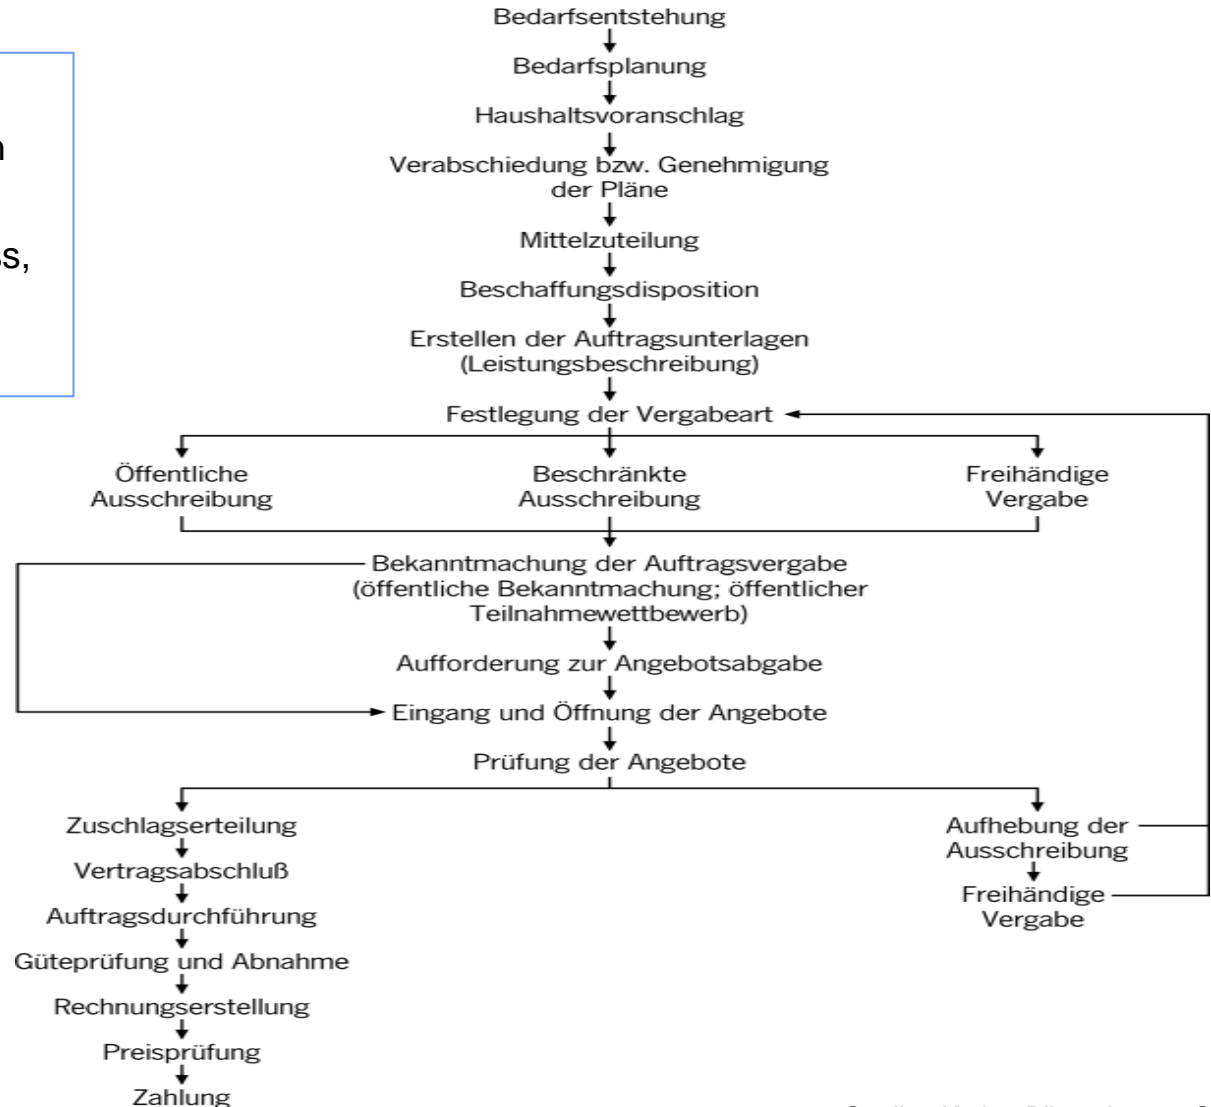 Bedarfsentstehung
Bedarfsplanung
Haushaltsvoranschlag
Verabschiedung bzw. Genehmigung
der Pläne
Mittelzuteilung
Beschaffungsdisposition
Erstellen der Auftragsunterlagen
(Leistungsbeschreibung)
Festlegung der Vergabeart
Öffentliche
Ausschreibung
Beschränkte
Ausschreibung
Freihändige
Vergabe
Bekanntmachung der Auftragsvergabe
(öffentliche Bekanntmachung; öffentlicher
Teilnahmewettbewerb)
Aufforderung zur Angebotsabgabe
Eingang und Öffnung der Angebote
Prüfung der Angebote
Zuschlagserteilung
Vertragsabschluß
Auftragsdurchführung
Güteprüfung und Abnahme
Rechnungserstellung
Preisprüfung
Zahlung
Aufhebung der
Ausschreibung
Freihändige
Vergabe